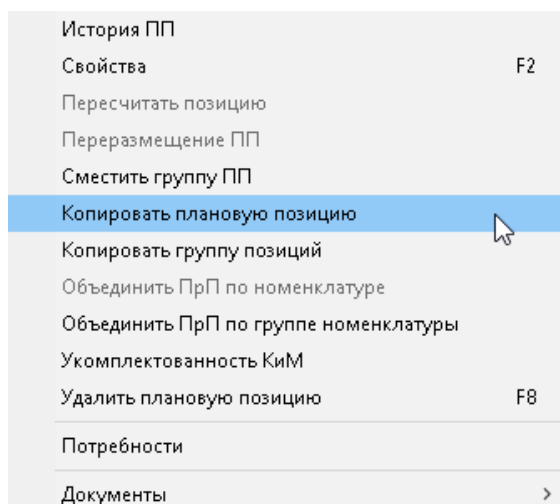 История ПП
Свойства F2
Пересчитать позицию
Переразмещение ПП
Сместить группу ПП
Копировать плановую позицию
Копировать группу позиций
Объединить ПрП по номенклатуре
Объединить ПрП по группе номенклатуры
Укомплектованность КиМ
Удалить плановую позицию F8
Потребности
Документы